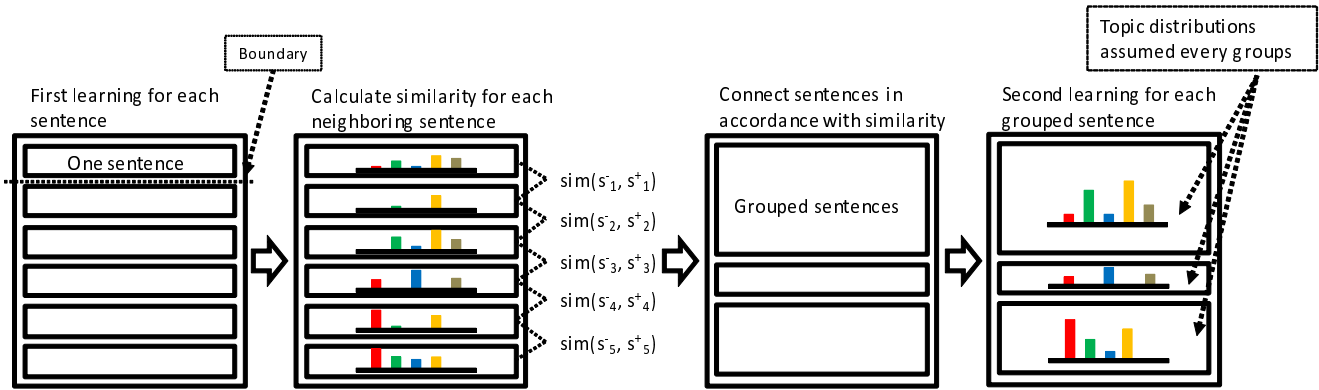 Boundary
Topic distributions
assumed every groups
First learning for each
sentence
One sentence
Calculate similarity for each
neighboring sentence
sim(s⁻₁, s⁺₁)
sim(s⁻₂, s⁺₂)
sim(s⁻₃, s⁺₃)
sim(s⁻₄, s⁺₄)
sim(s⁻₅, s⁺₅)
Connect sentences in
accordance with similarity
Grouped sentences
Second learning for each
grouped sentence